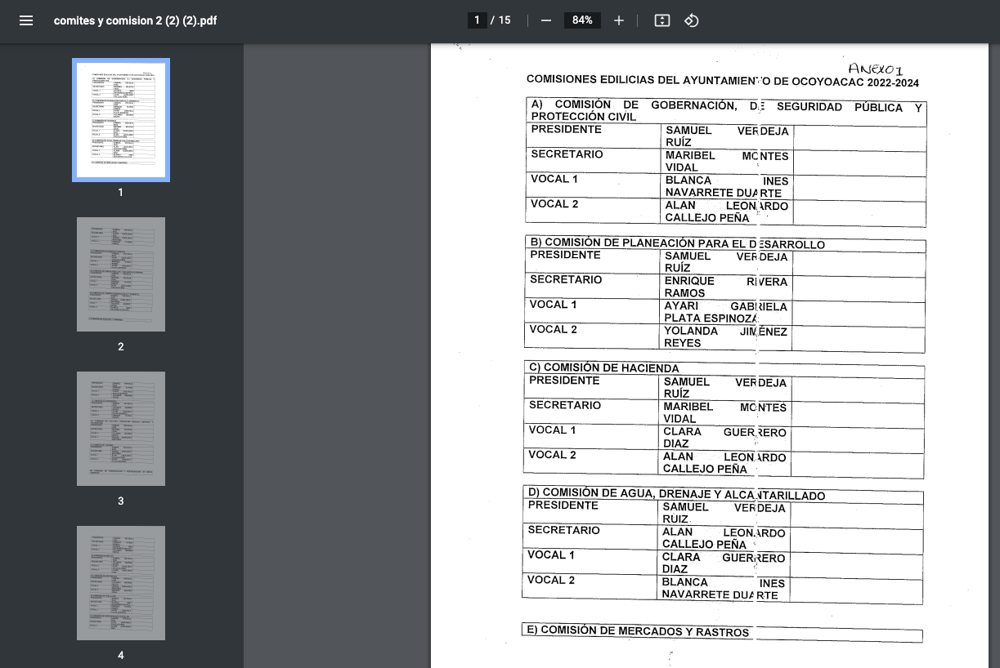 comites y comision 2 (2) (2).pdf
1 / 15
84%
1
2
3
4
ANEXO1
COMISIONES EDILICIAS DEL AYUNTAMIENTO DE OCOYOACAC 2022-2024
A) COMISIÓN DE GOBERNACIÓN, DE SEGURIDAD PÚBLICA Y
PROTECCIÓN CIVIL
PRESIDENTE SAMUEL VERDEJA
RUÍZ
SECRETARIO MARIBEL MONTES
VIDAL
VOCAL 1 BLANCA INES
NAVARRETE DUARTE
VOCAL 2 ALAN LEONARDO
CALLEJO PEÑA
B) COMISIÓN DE PLANEACIÓN PARA EL DESARROLLO
PRESIDENTE SAMUEL VERDEJA
RUÍZ
SECRETARIO ENRIQUE RIVERA
RAMOS
VOCAL 1 AYARI GABRIELA
PLATA ESPINOZA
VOCAL 2 YOLANDA JIMÉNEZ
REYES
C) COMISIÓN DE HACIENDA
PRESIDENTE SAMUEL VERDEJA
RUÍZ
SECRETARIO MARIBEL MONTES
VIDAL
VOCAL 1 CLARA GUERRERO
DIAZ
VOCAL 2 ALAN LEONARDO
CALLEJO PEÑA
D) COMISIÓN DE AGUA, DRENAJE Y ALCANTARILLADO
PRESIDENTE SAMUEL VERDEJA
RUIZ
SECRETARIO ALAN LEONARDO
CALLEJO PEÑA
VOCAL 1 CLARA GUERRERO
DIAZ
VOCAL 2 BLANCA INES
NAVARRETE DUARTE
E) COMISIÓN DE MERCADOS Y RASTROS